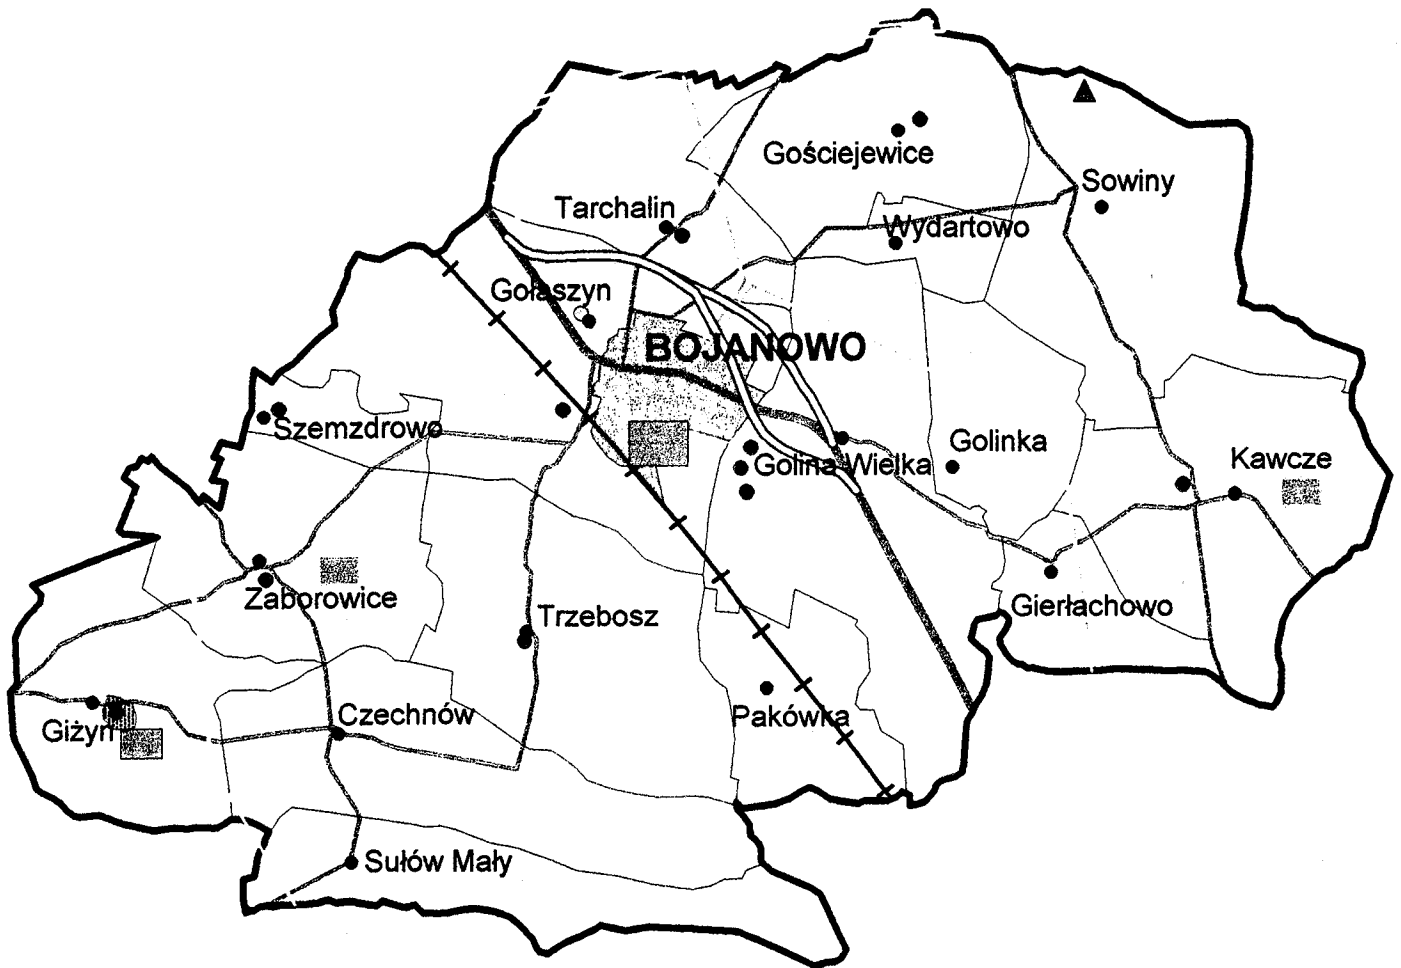 Gościejewice
Sowiny
Tarchalin
Wydartowo
Gołaszyn
BOJANOWO
Szemzdrowo
Golinka
Golina Wielka
Kawcze
Zaborowice
Gierłachowo
Trzebosz
Czechnów
Pakówka
Giżyn
Sułów Mały